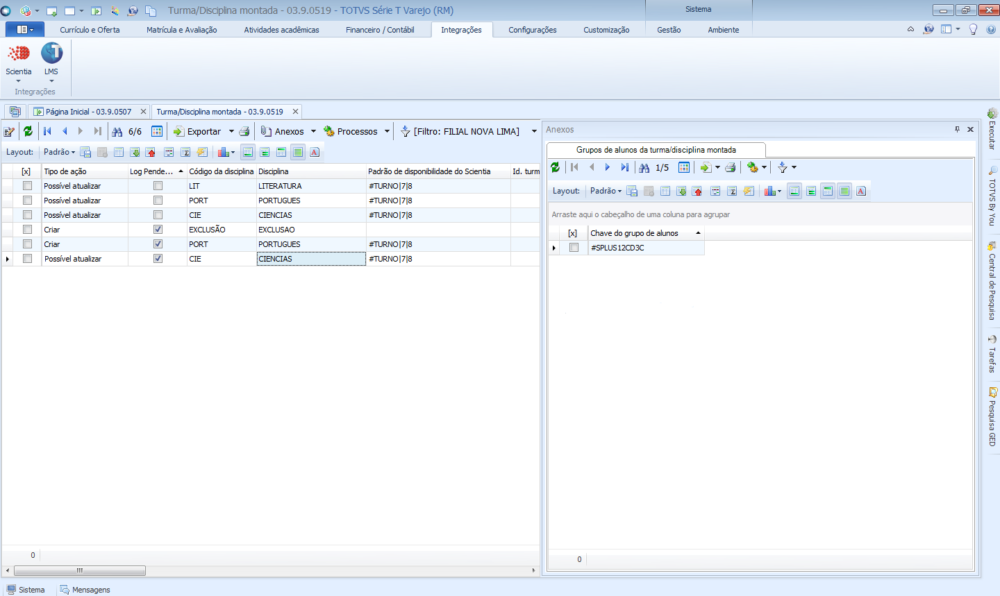 Turma/Disciplina montada - 03.9.0519 - TOTVS Série T Varejo (RM)
Sistema
Currículo e Oferta
Matrícula e Avaliação
Atividades acadêmicas
Financeiro / Contábil
Integrações
Configurações
Customização
Gestão
Ambiente
Scientia
LMS
Integrações
Página Inicial - 03.9.0507
Turma/Disciplina montada - 03.9.0519
6/6 Exportar Anexos Processos [Filtro: FILIAL NOVA LIMA]
Layout: Padrão
[x] Tipo de ação Log Pende... Código da disciplina Disciplina Padrão de disponibilidade do Scientia Id. turm
Possível atualizar LIT LITERATURA #TURNO|7|8
Possível atualizar PORT PORTUGUES #TURNO|7|8
Possível atualizar CIE CIENCIAS #TURNO|7|8
Criar EXCLUSÃO EXCLUSAO
Criar PORT PORTUGUES #TURNO|7|8
Possível atualizar CIE CIENCIAS #TURNO|7|8
0
Anexos
Grupos de alunos da turma/disciplina montada
1/5
Layout: Padrão
Arraste aqui o cabeçalho de uma coluna para agrupar
[x] Chave do grupo de alunos
#SPLUS12CD3C
0
Executar
TOTVS By You
Central de Pesquisa
Tarefas
Pesquisa GED
Sistema
Mensagens